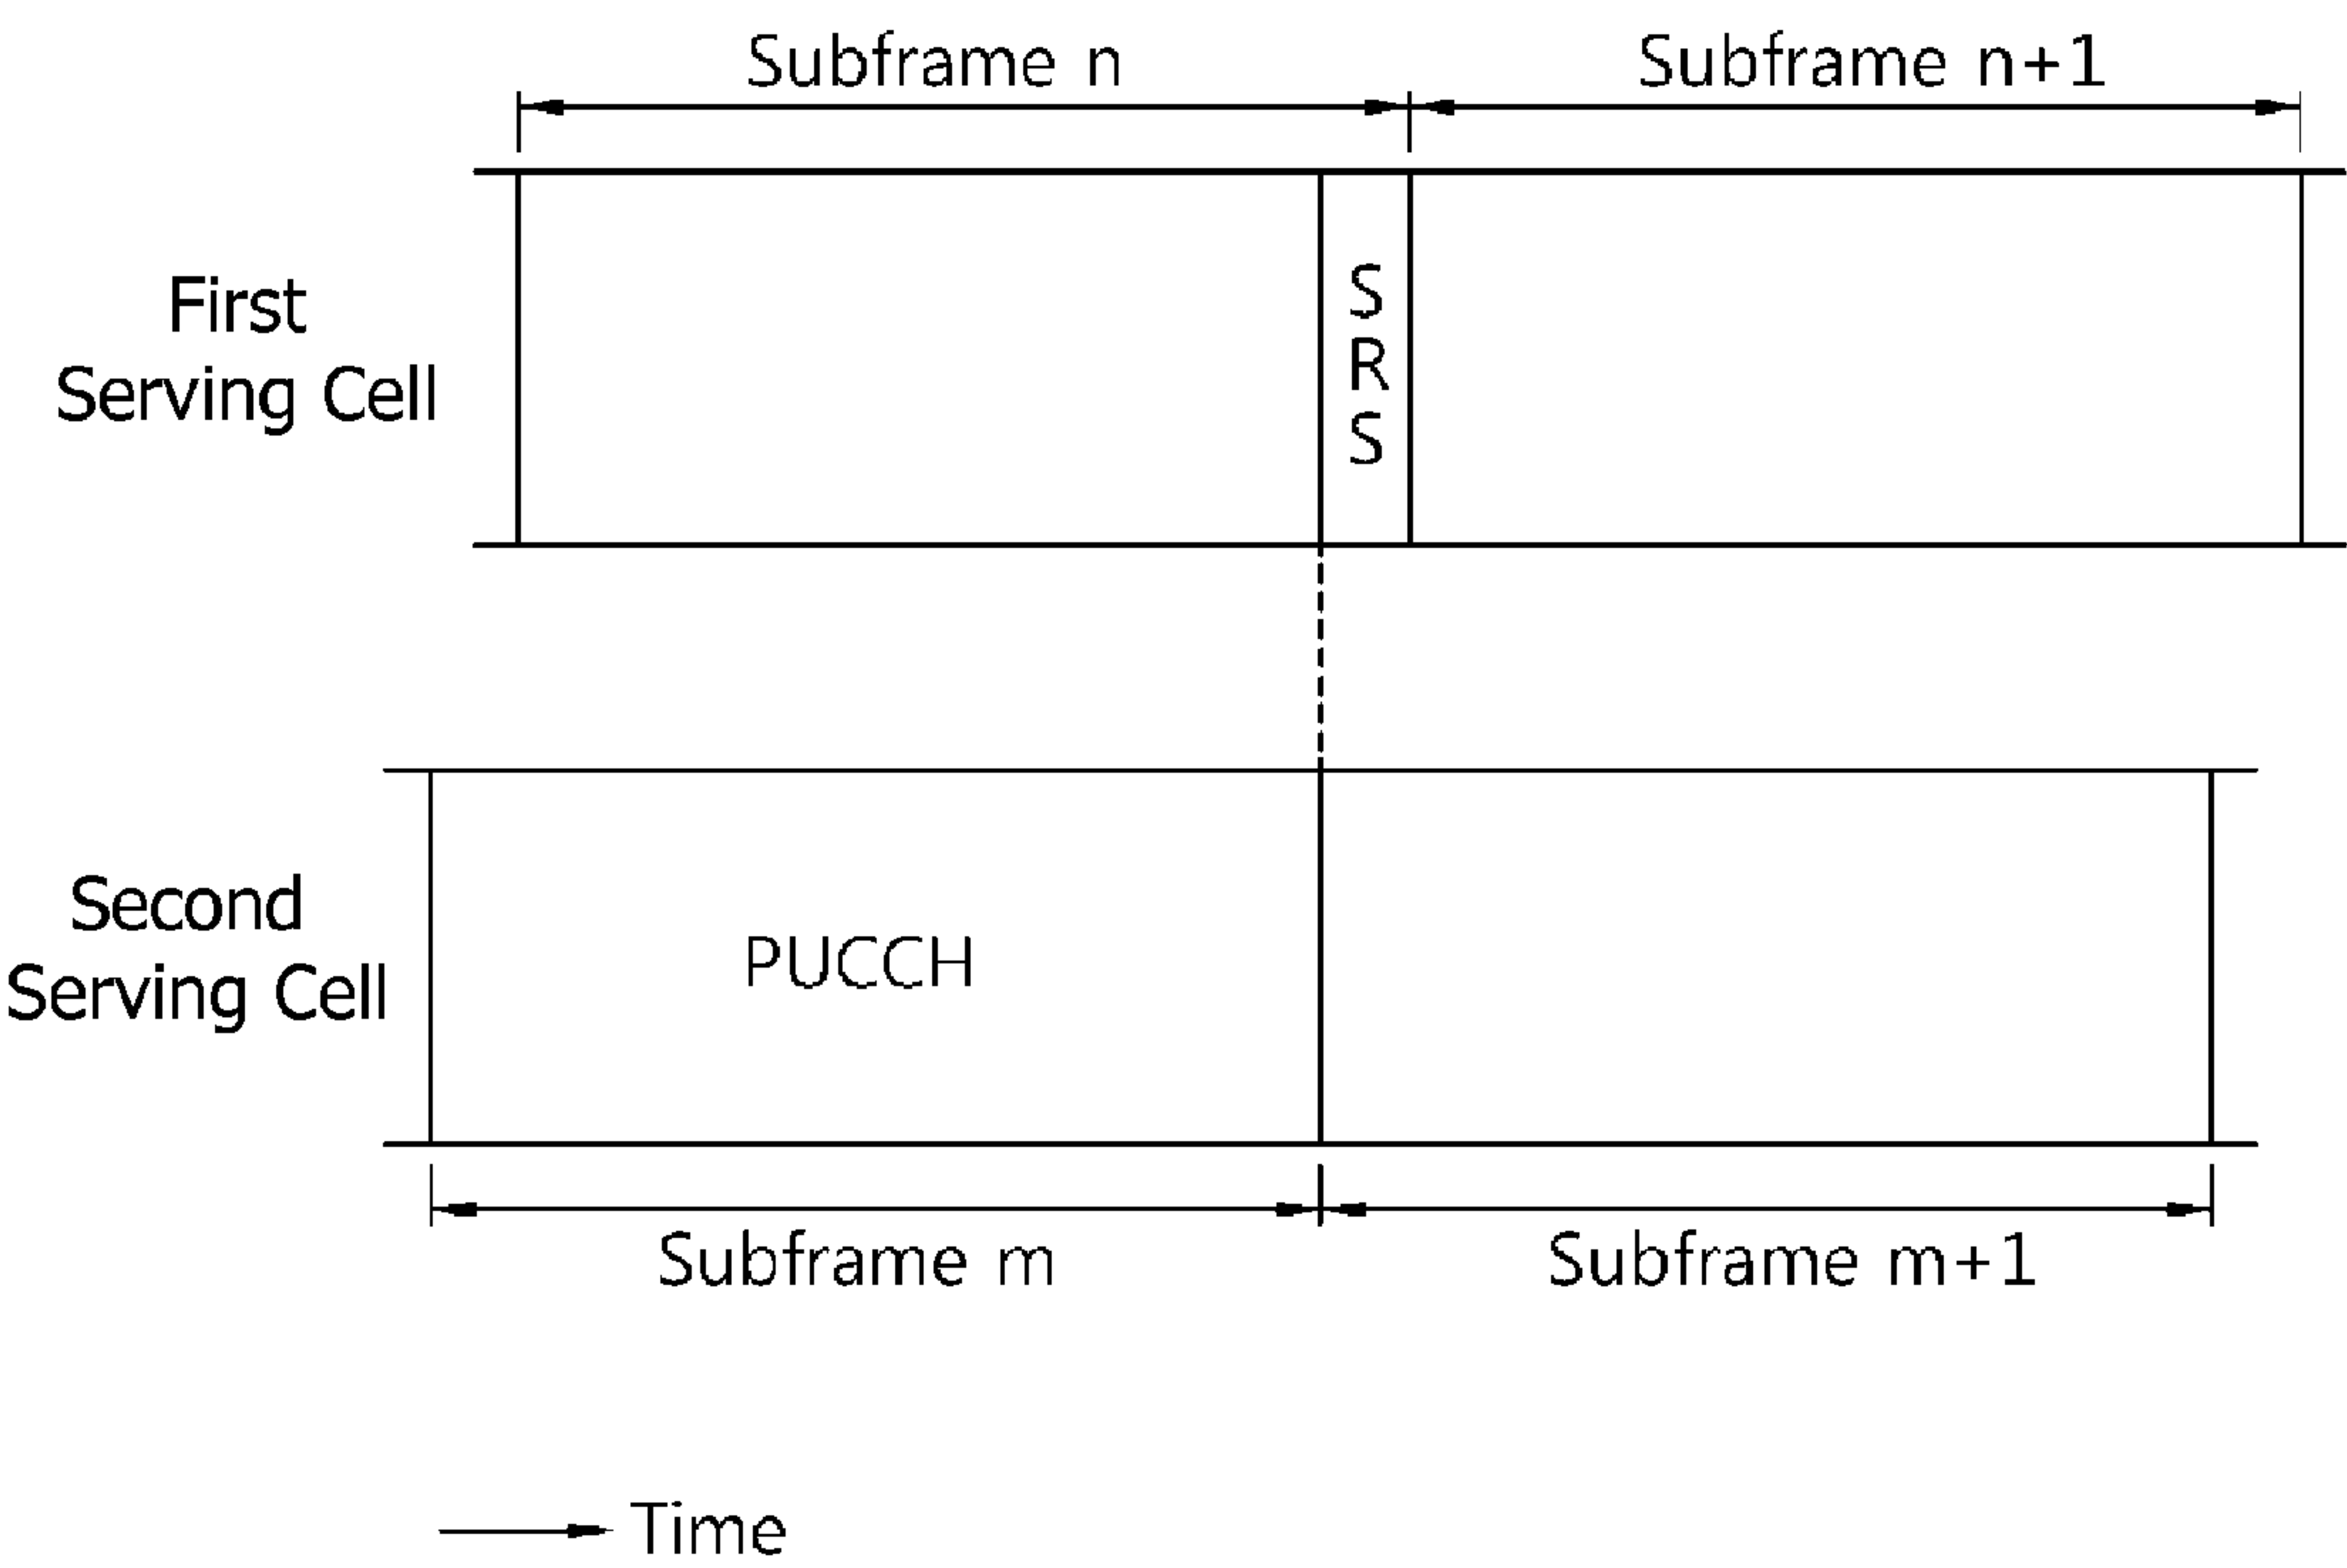 Subframe n
Subframe n+1
First
Serving Cell
S
R
S
Second
Serving Cell
PUCCH
Subframe m
Subframe m+1
Time